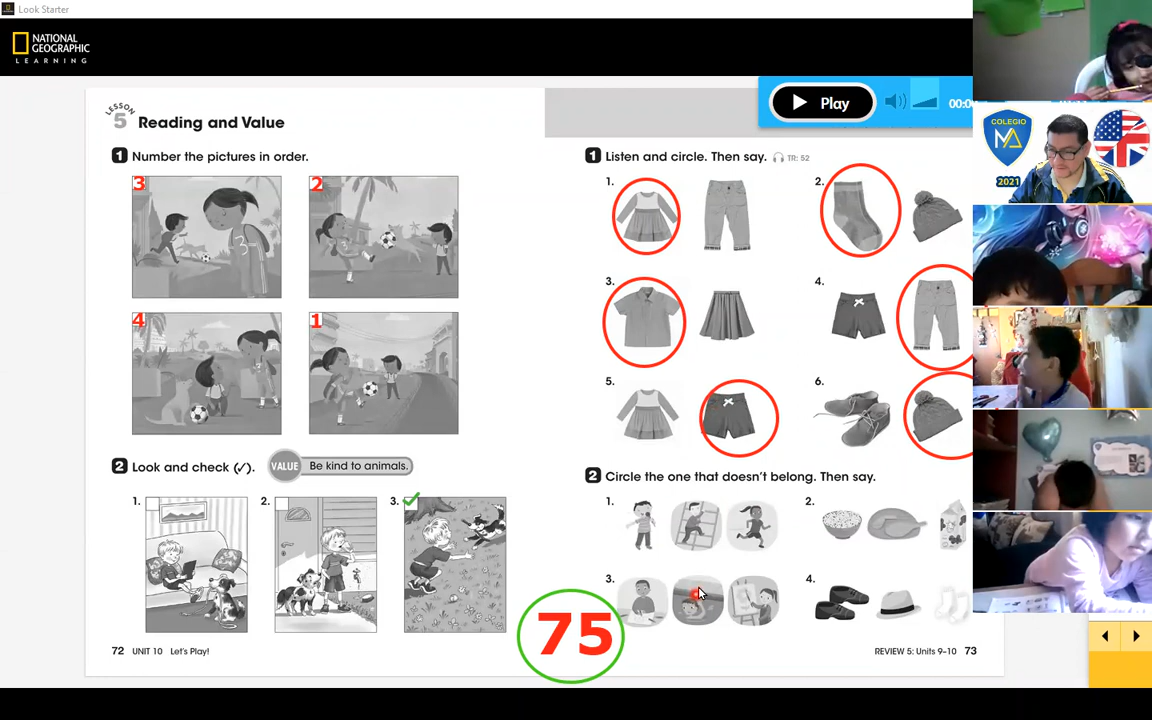 Look Starter
NATIONAL
GEOGRAPHIC
LEARNING
LESSON
5
Reading and Value
1 Number the pictures in order.
3
2
4
1
2 Look and check (✓).
VALUE
Be kind to animals.
1.
2.
3.
72 UNIT 10 Let's Play!
75
Play
00:0
1 Listen and circle. Then say. TR: 52
1.
2.
3.
4.
5.
6.
2 Circle the one that doesn't belong. Then say.
1.
2.
3.
4.
REVIEW 5: Units 9–10 73
COLEGIO
MA
2021